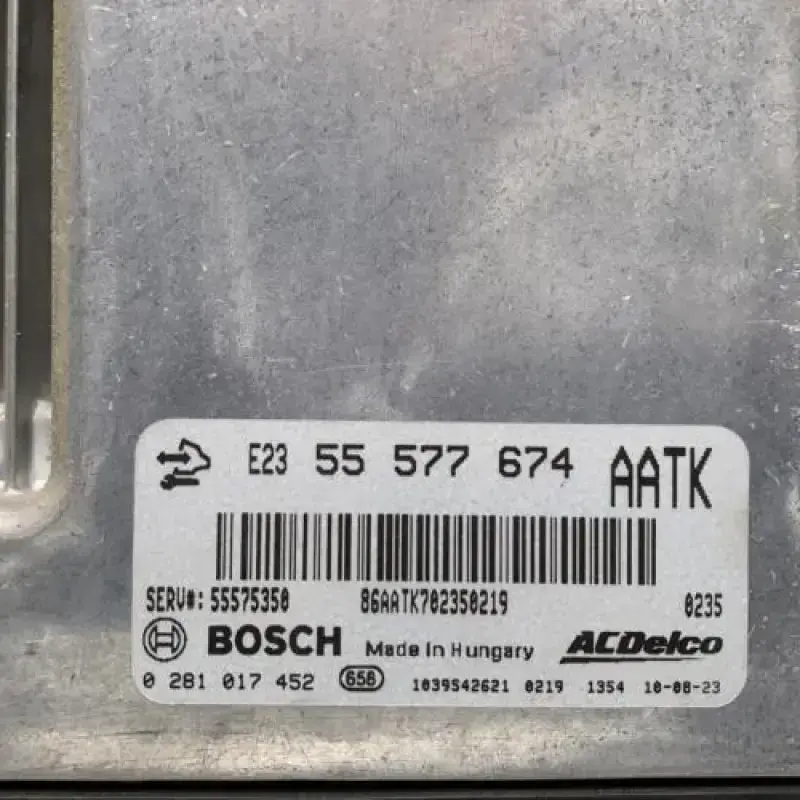 E23 55 577 674 AATK
SERV#: 55575350 86AATK702350219 0235
BOSCH Made in Hungary ACDelco
0 281 017 452 658 1039S42621 0219 1354 10-08-23